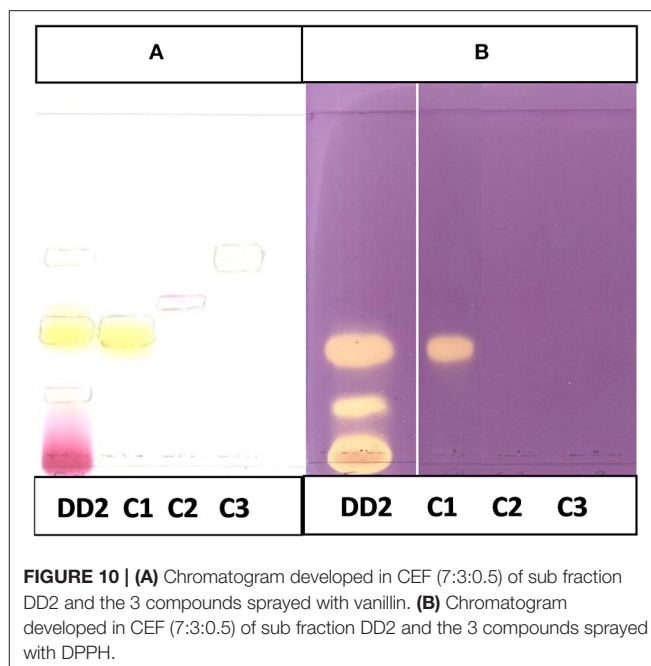 A B
DD2 C1 C2 C3 DD2 C1 C2 C3
FIGURE 10 | (A) Chromatogram developed in CEF (7:3:0.5) of sub fraction
DD2 and the 3 compounds sprayed with vanillin. (B) Chromatogram
developed in CEF (7:3:0.5) of sub fraction DD2 and the 3 compounds sprayed
with DPPH.